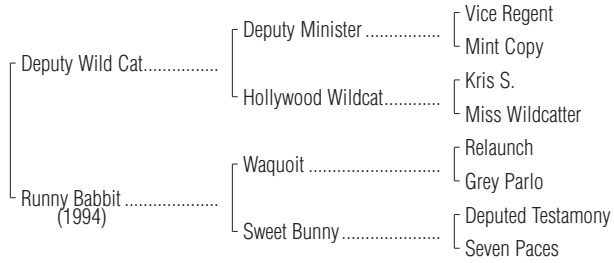 Vice Regent
Deputy Minister ..................
Mint Copy
Deputy Wild Cat................
Kris S.
Hollywood Wildcat............
Miss Wildcatter
Relaunch
Waquoit ............................
Grey Parlo
Runny Babbit ....................
(1994)
Deputed Testamony
Sweet Bunny.....................
Seven Paces